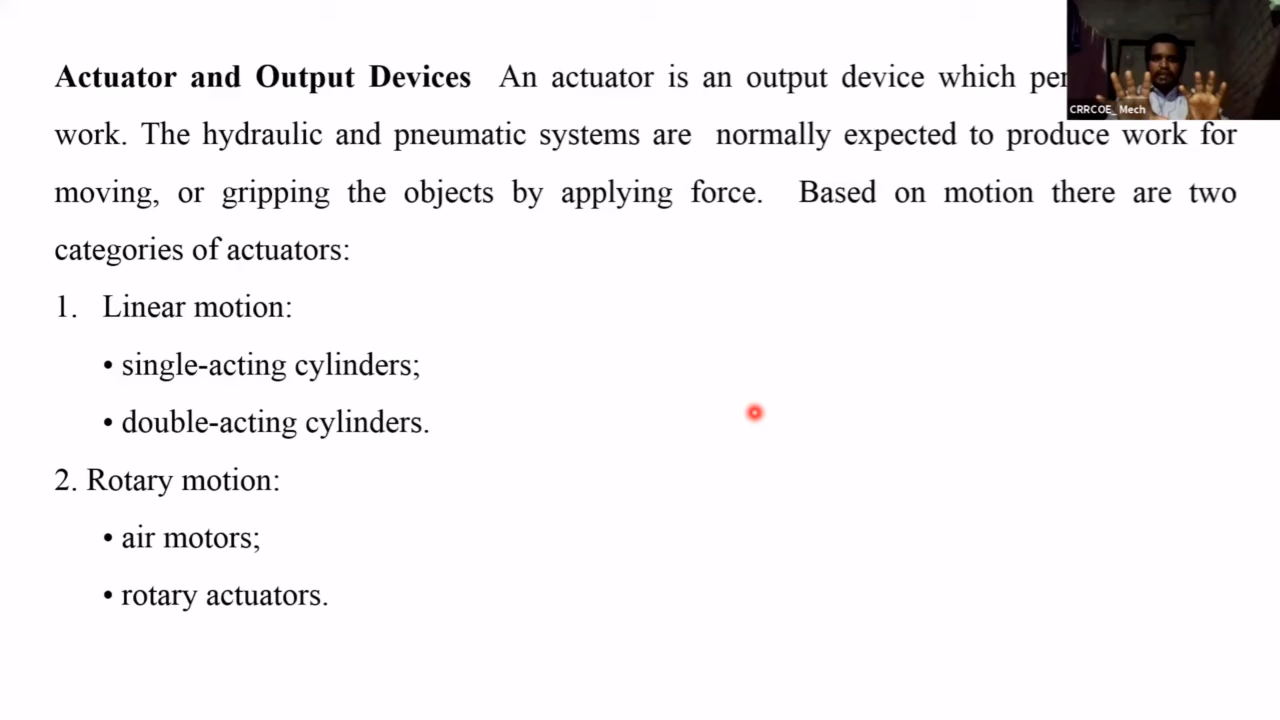 Actuator and Output Devices An actuator is an output device which
work. The hydraulic and pneumatic systems are normally expected to produce work for
moving, or gripping the objects by applying force. Based on motion there are two
categories of actuators:
1. Linear motion:
• single-acting cylinders;
• double-acting cylinders.
2. Rotary motion:
• air motors;
• rotary actuators.
CRRCOE_ Mech